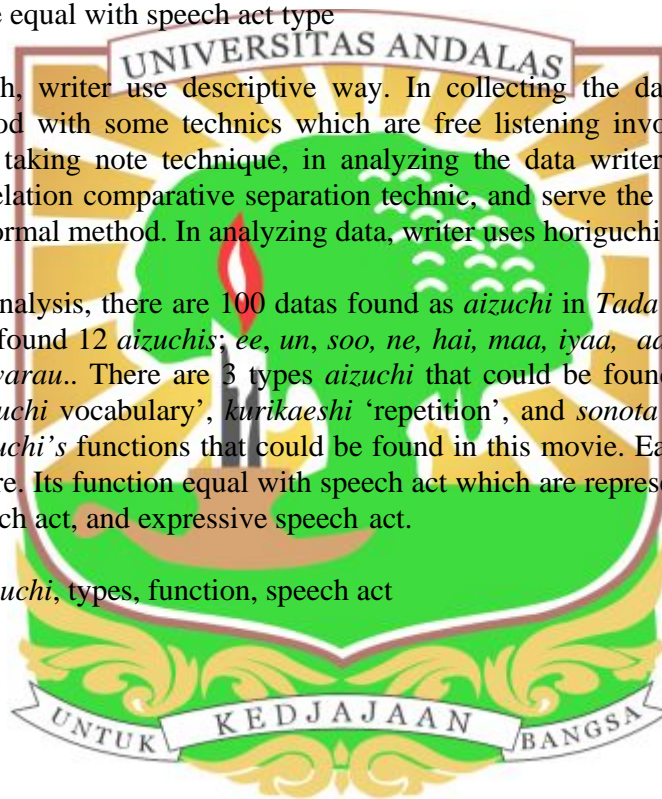 e equal with speech act type
UNIVERSITAS ANDALAS
h, writer use descriptive way. In collecting the da
od with some technics which are free listening invo
taking note technique, in analyzing the data writer
elation comparative separation technic, and serve the
ormal method. In analyzing data, writer uses horiguchi
analysis, there are 100 datas found as aizuchi in Tada
found 12 aizuchis; ee, un, soo, ne, hai, maa, iyaa, aa
warau.. There are 3 types aizuchi that could be foun
uchi vocabulary', kurikaeshi 'repetition', and sonota
uchi's functions that could be found in this movie. Ea
re. Its function equal with speech act which are represe
ch act, and expressive speech act.
uchi, types, function, speech act
UNTUK KEDJAJAAN BANGSA